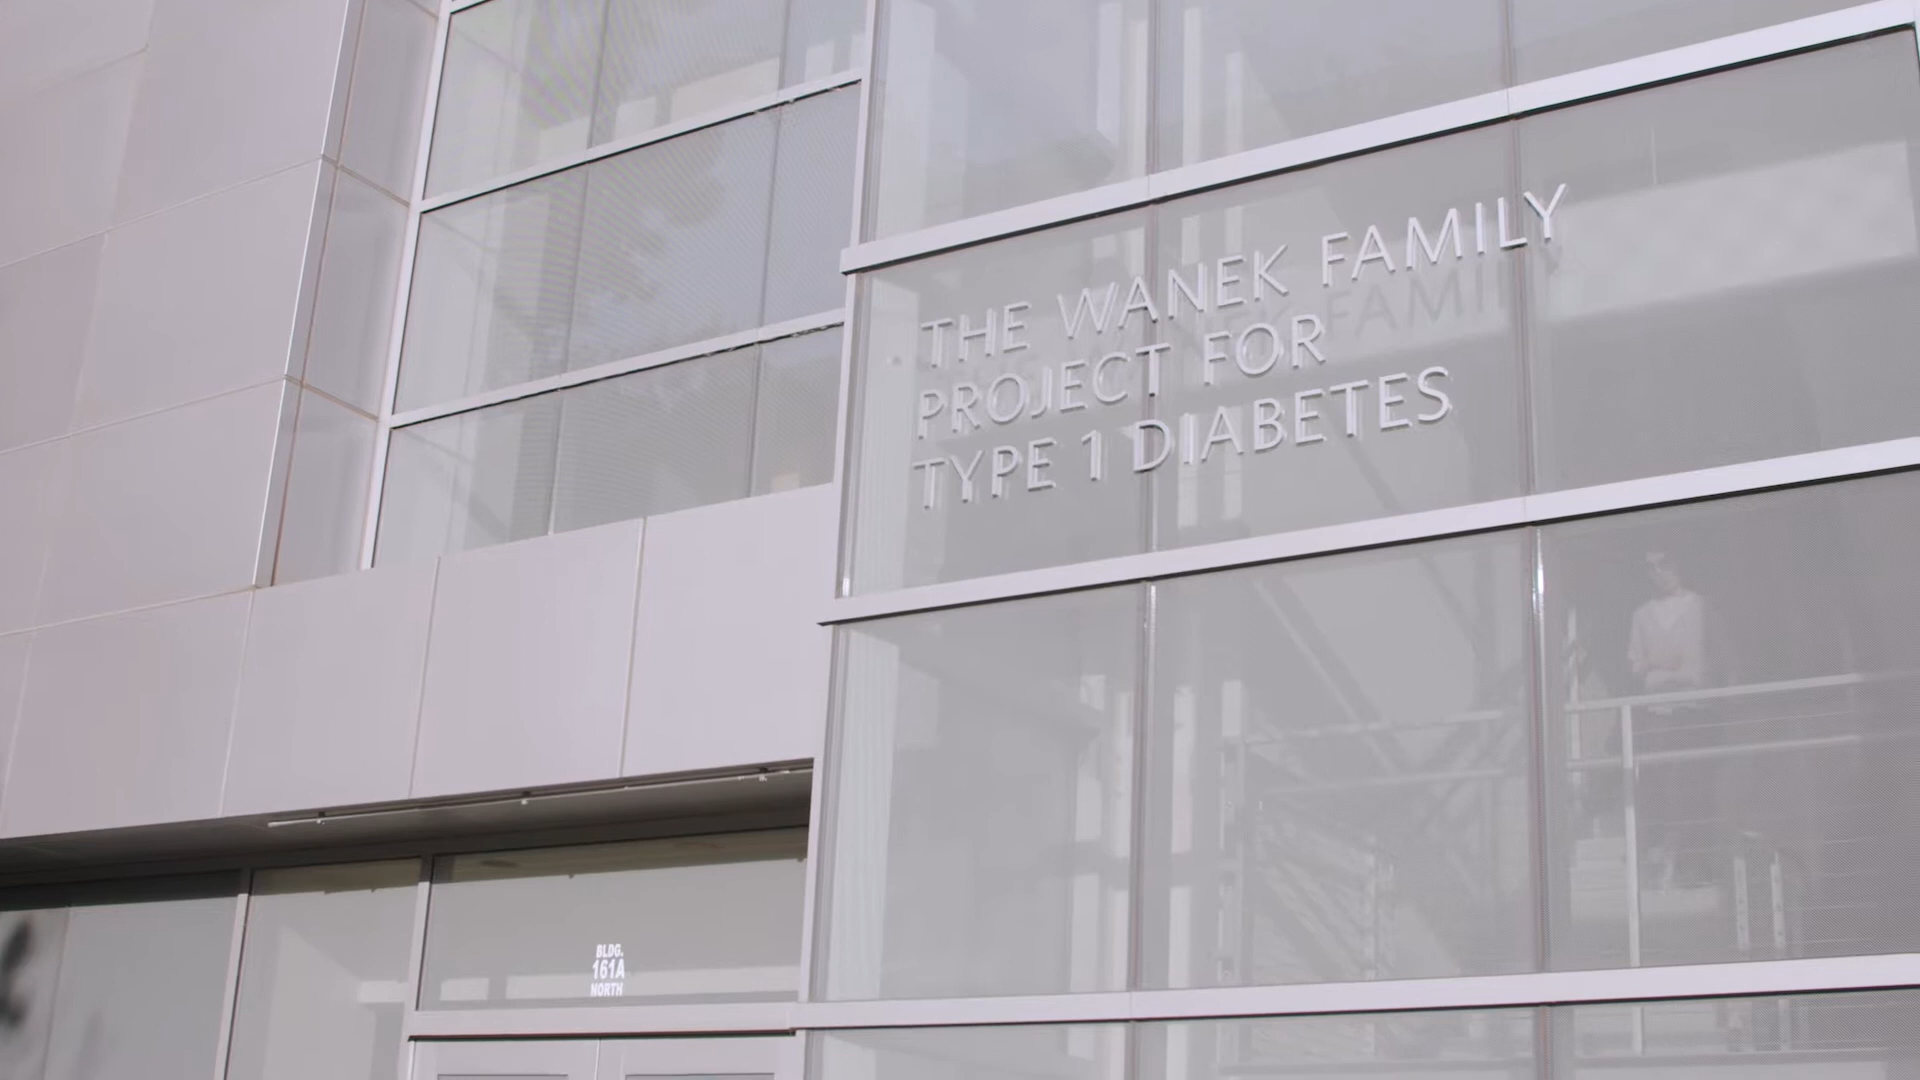 THE WANEK FAMILY
PROJECT FOR
TYPE 1 DIABETES
BLDG.
161A
NORTH